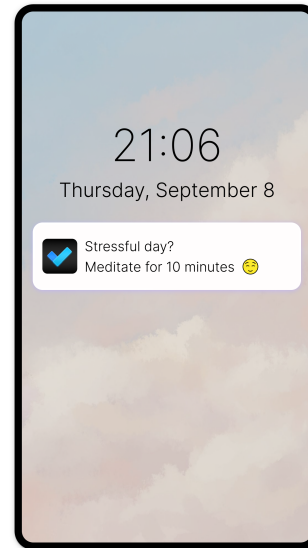 21:06
Thursday, September 8
Stressful day?
Meditate for 10 minutes 😌